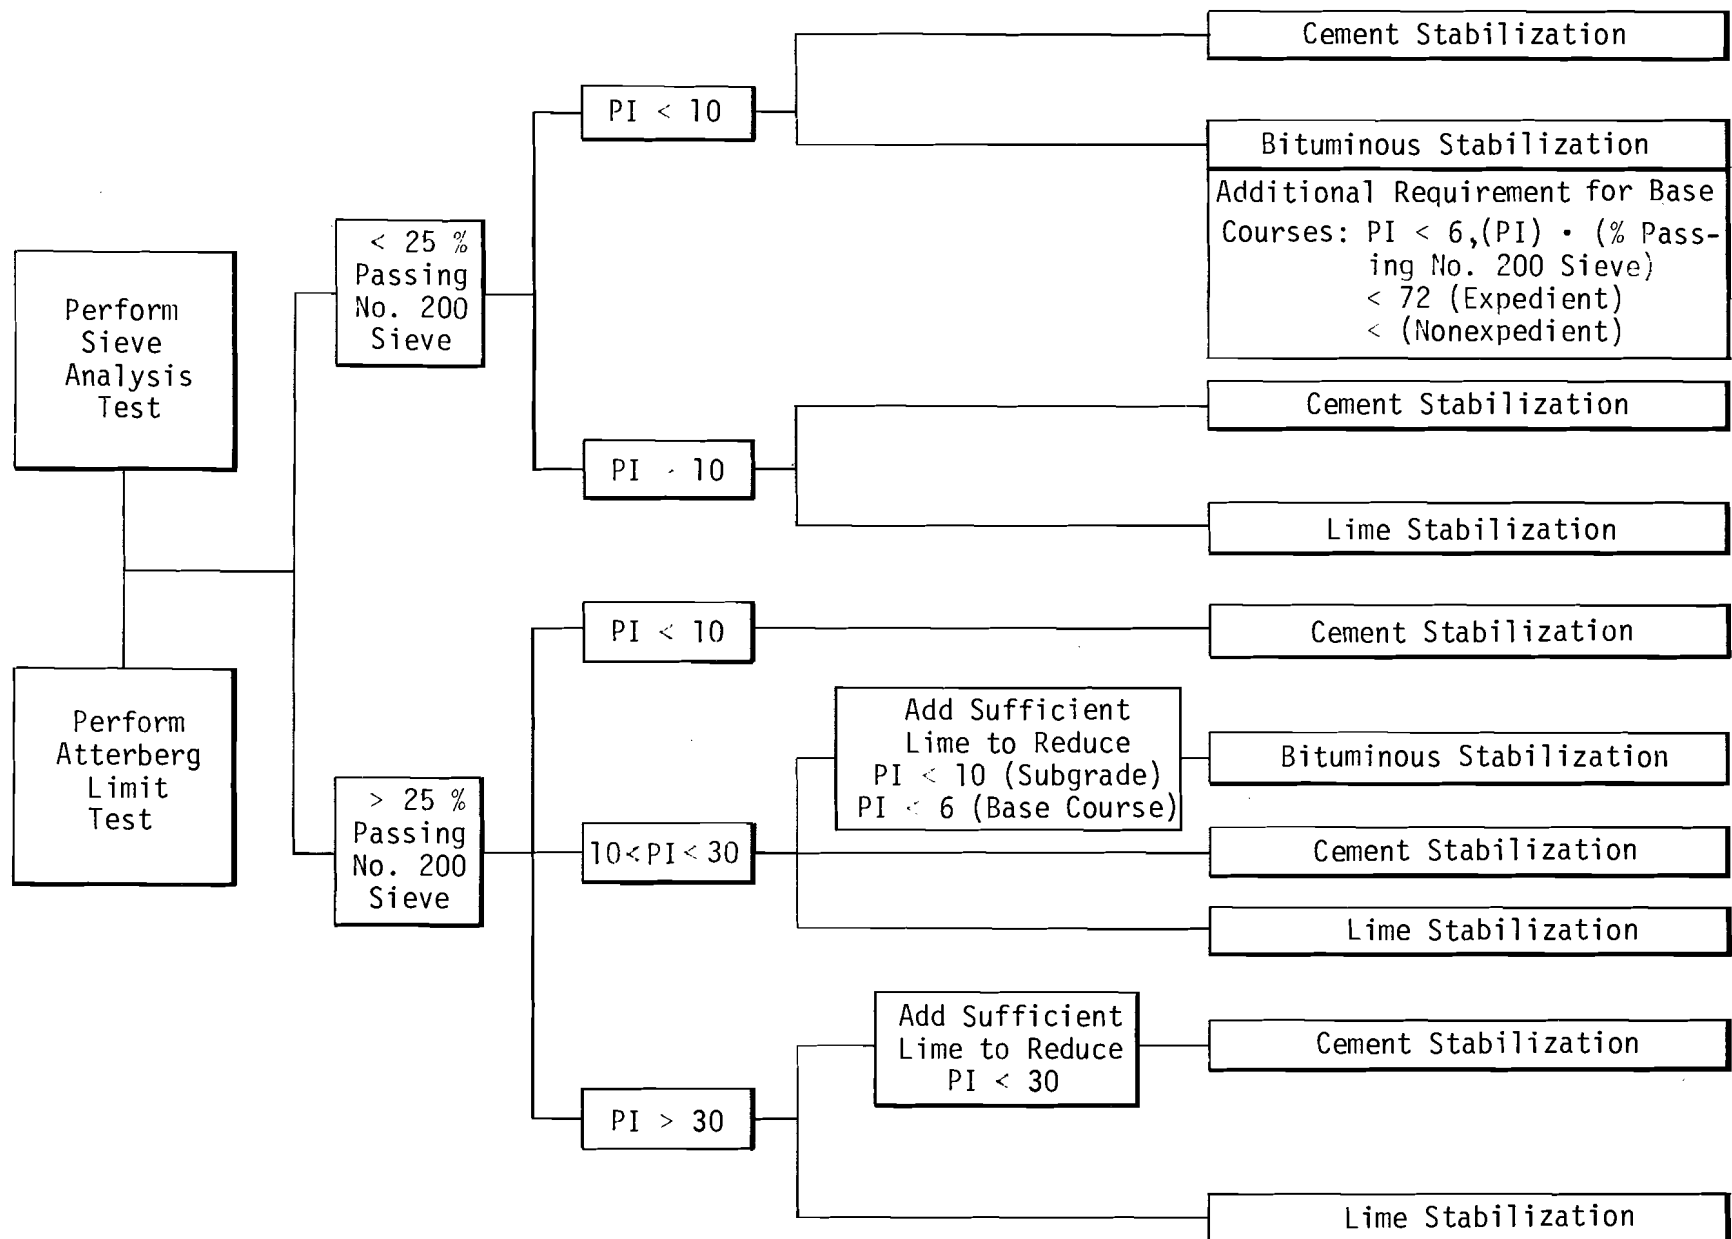 Perform
Sieve
Analysis
Test
Perform
Atterberg
Limit
Test
< 25 %
Passing
No. 200
Sieve
> 25 %
Passing
No. 200
Sieve
PI < 10
PI 10
PI < 10
10<PI< 30
PI > 30
Add Sufficient
Lime to Reduce
PI < 10 (Subgrade)
PI < 6 (Base Course)
Add Sufficient
Lime to Reduce
PI < 30
Cement Stabilization
Bituminous Stabilization
Additional Requirement for Base
Courses: PI < 6,(PI) • (% Pass-
ing No. 200 Sieve)
< 72 (Expedient)
< (Nonexpedient)
Cement Stabilization
Lime Stabilization
Cement Stabilization
Bituminous Stabilization
Cement Stabilization
Lime Stabilization
Cement Stabilization
Lime Stabilization